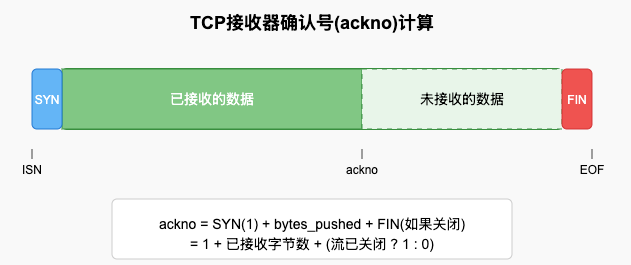 TCP接收器确认号(ackno)计算
SYN 已接收的数据 未接收的数据 FIN
ISN ackno EOF
ackno = SYN(1) + bytes_pushed + FIN(如果关闭)
= 1 + 已接收字节数 + (流已关闭 ? 1 : 0)